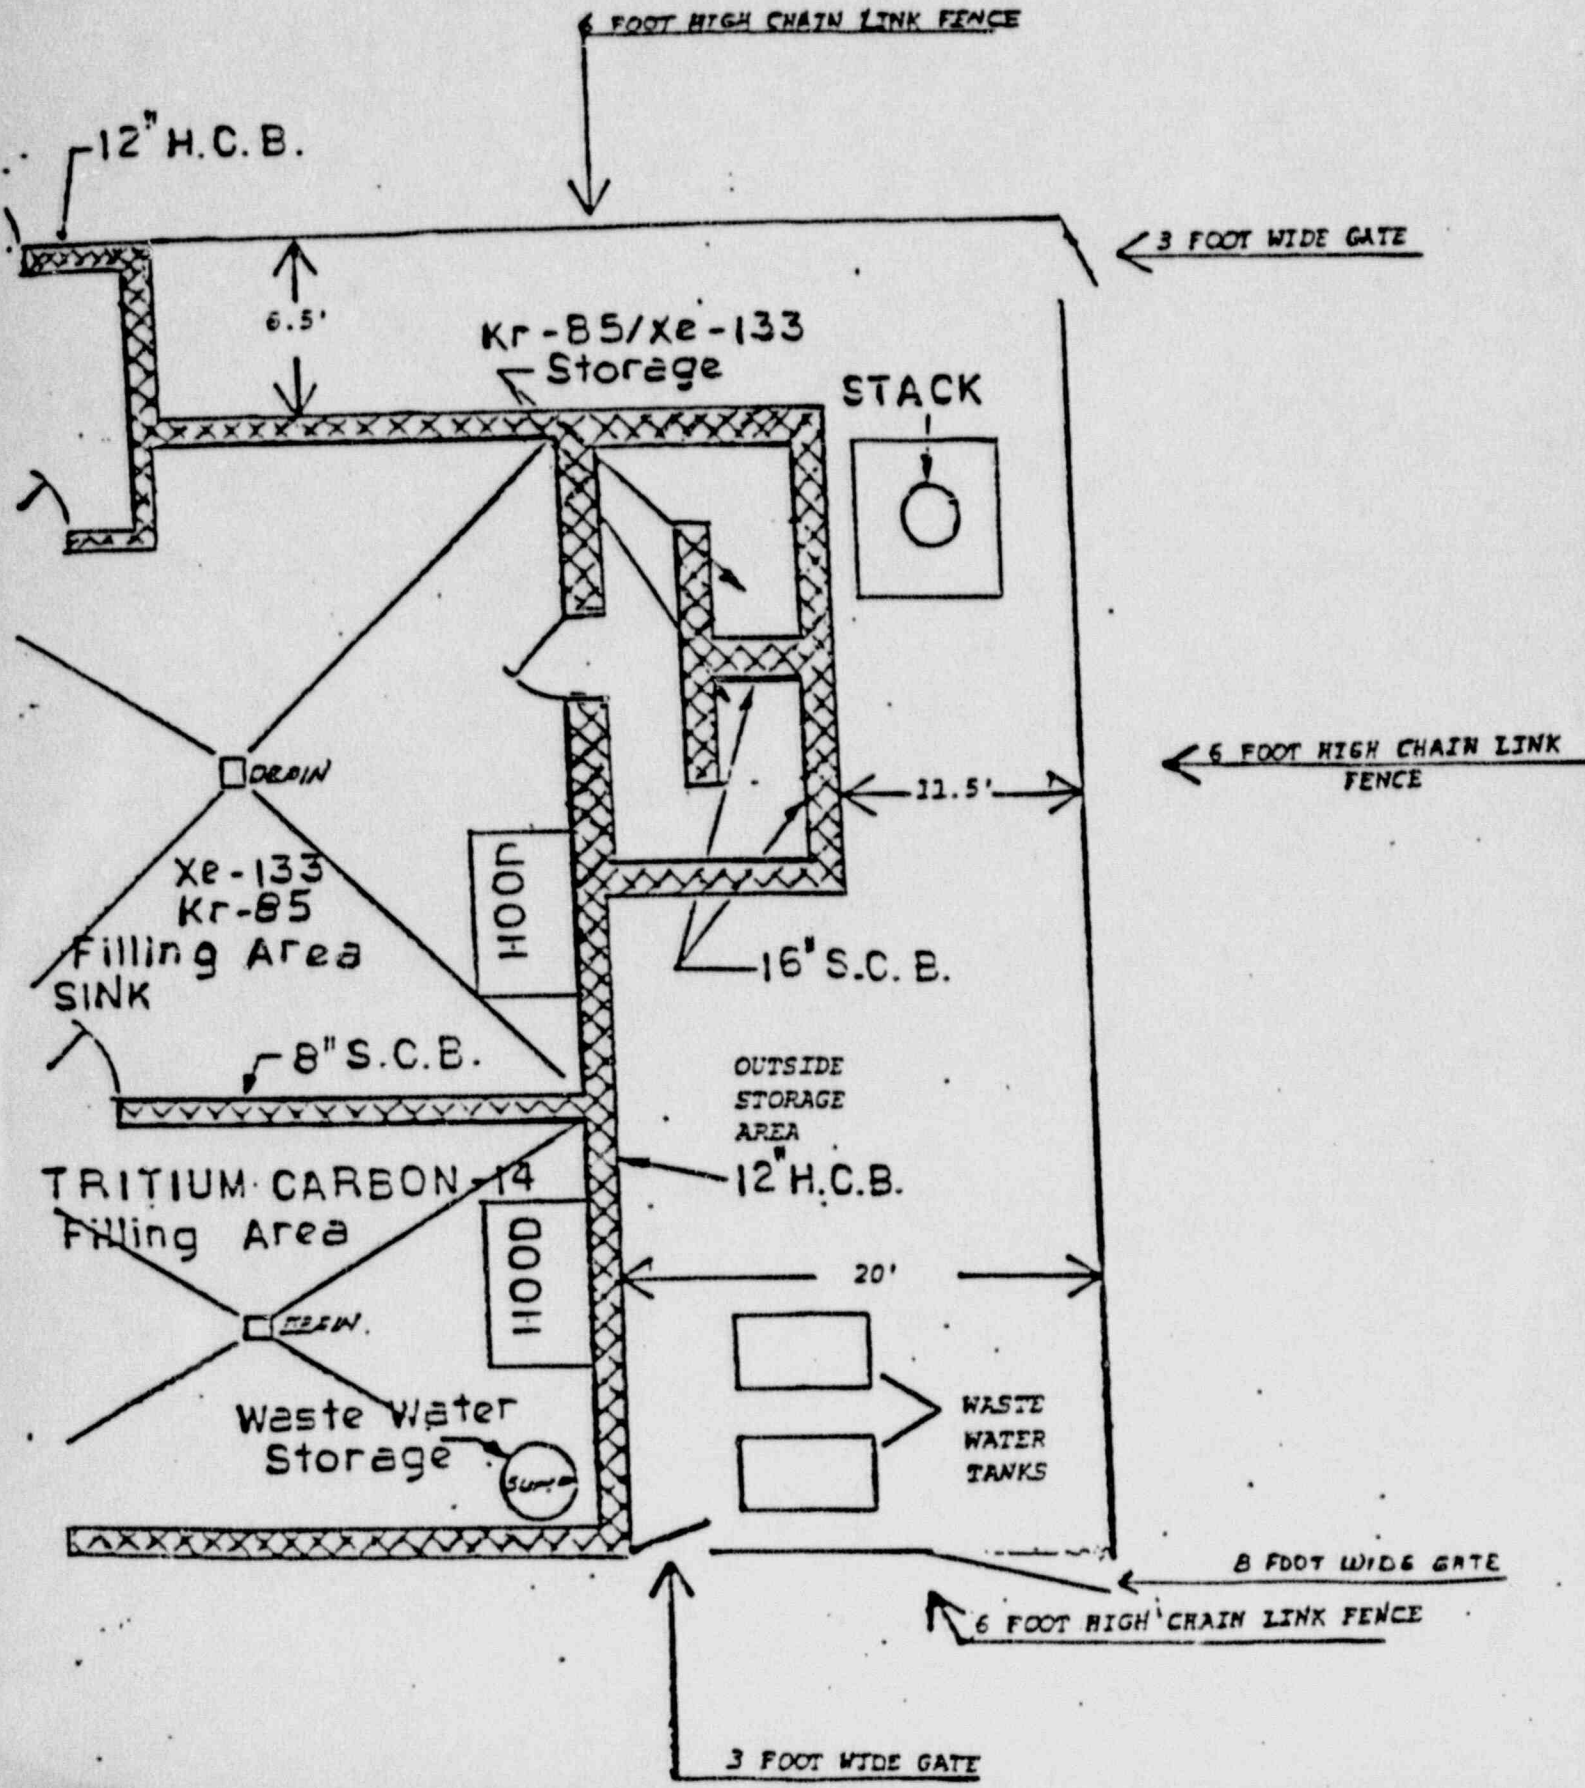 6 FOOT HIGH CHAIN LINK FENCE
12" H.C.B.
3 FOOT WIDE GATE
6.5'
Kr-85/Xe-133
Storage
STACK
6 FOOT HIGH CHAIN LINK
FENCE
DRAIN
11.5'
HOOD
Xe-133
Kr-85
Filling Area
SINK
16" S.C.B.
8" S.C.B.
OUTSIDE
STORAGE
AREA
12" H.C.B.
TRITIUM CARBON-14
Filling Area
HOOD
20'
DRAIN.
WASTE
WATER
TANKS
Waste Water
Storage
SUMP
8 FOOT WIDE GATE
6 FOOT HIGH CHAIN LINK FENCE
3 FOOT WIDE GATE